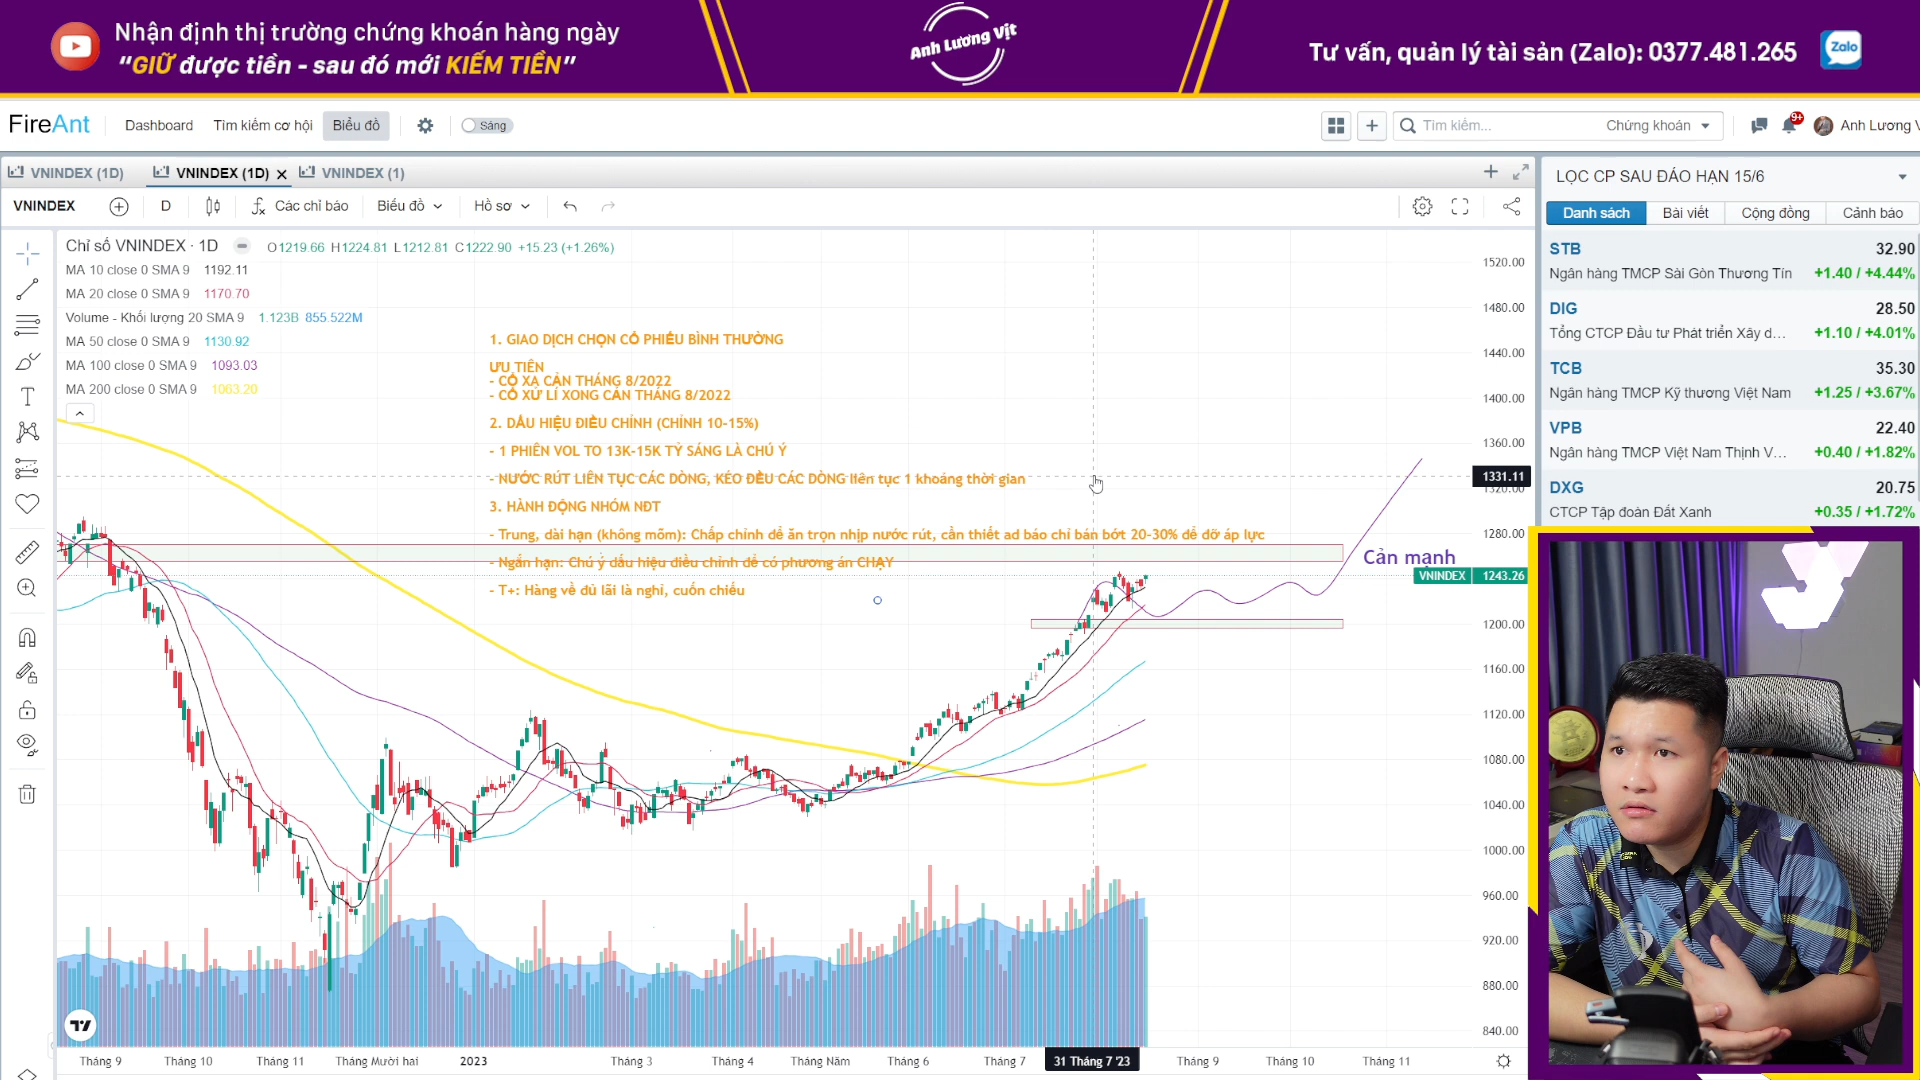 Nhận định thị trường chứng khoán hàng ngày
“GIỮ được tiền - sau đó mới KIẾM TIỀN”
Anh Lương Vịt
Tư vấn, quản lý tài sản (Zalo): 0377.481.265
Zalo
FireAnt
Dashboard
Tìm kiếm cơ hội
Biểu đồ
Sáng
Tìm kiếm...
Chứng khoán
9+
Anh Lương V
VNINDEX (1D)
VNINDEX (1D)
VNINDEX (1)
VNINDEX
D
Các chỉ báo
Biểu đồ
Hồ sơ
Chỉ số VNINDEX · 1D
O1219.66 H1224.81 L1212.81 C1222.90 +15.23 (+1.26%)
MA 10 close 0 SMA 9 1192.11
MA 20 close 0 SMA 9 1170.70
Volume - Khối lượng 20 SMA 9 1.123B 855.522M
MA 50 close 0 SMA 9 1130.92
MA 100 close 0 SMA 9 1093.03
MA 200 close 0 SMA 9 1063.20
1. GIAO DỊCH CHỌN CỔ PHIẾU BÌNH THƯỜNG
ƯU TIÊN
- CỔ XA CẢN THÁNG 8/2022
- CỔ XỬ LÍ XONG CẢN THÁNG 8/2022
2. DẤU HIỆU ĐIỀU CHỈNH (CHỈNH 10-15%)
- 1 PHIÊN VOL TO 13K-15K TỶ SÁNG LÀ CHÚ Ý
- NƯỚC RÚT LIÊN TỤC CÁC DÒNG, KÉO ĐỀU CÁC DÒNG liên tục 1 khoảng thời gian
3. HÀNH ĐỘNG NHÓM NĐT
- Trung, dài hạn (không mõm): Chấp chỉnh để ăn trọn nhịp nước rút, cần thiết ad báo chỉ bán bớt 20-30% để đỡ áp lực
- Ngắn hạn: Chú ý dấu hiệu điều chỉnh để có phương án CHẠY
- T+: Hàng về đủ lãi là nghỉ, cuốn chiếu
Cản mạnh
1520.00
1480.00
1440.00
1400.00
1360.00
1331.11
1320.00
1280.00
VNINDEX 1243.26
1200.00
1160.00
1120.00
1080.00
1040.00
1000.00
960.00
920.00
880.00
840.00
Tháng 9
Tháng 10
Tháng 11
Tháng Mười hai
2023
Tháng 3
Tháng 4
Tháng Năm
Tháng 6
Tháng 7
31 Tháng 7 '23
Tháng 9
Tháng 10
Tháng 11
LỌC CP SAU ĐÁO HẠN 15/6
Danh sách
Bài viết
Cộng đồng
Cảnh báo
STB 32.90
Ngân hàng TMCP Sài Gòn Thương Tín +1.40 / +4.44%
DIG 28.50
Tổng CTCP Đầu tư Phát triển Xây d... +1.10 / +4.01%
TCB 35.30
Ngân hàng TMCP Kỹ thương Việt Nam +1.25 / +3.67%
VPB 22.40
Ngân hàng TMCP Việt Nam Thịnh V... +0.40 / +1.82%
DXG 20.75
CTCP Tập đoàn Đất Xanh +0.35 / +1.72%